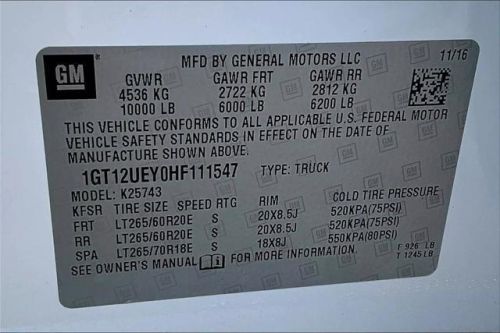 GM
MFD BY GENERAL MOTORS LLC 11/16
GVWR GAWR FRT GAWR RR
4536 KG 2722 KG 2812 KG
10000 LB 6000 LB 6200 LB
THIS VEHICLE CONFORMS TO ALL APPLICABLE U.S. FEDERAL MOTOR
VEHICLE SAFETY STANDARDS IN EFFECT ON THE DATE OF
MANUFACTURE SHOWN ABOVE.
1GT12UEY0HF111547 TYPE: TRUCK
MODEL: K25743
KFSR TIRE SIZE SPEED RTG RIM COLD TIRE PRESSURE
FRT LT265/60R20E S 20X8.5J 520KPA(75PSI)
RR LT265/60R20E S 20X8.5J 520KPA(75PSI)
SPA LT265/70R18E S 18X8J 550KPA(80PSI)
SEE OWNER'S MANUAL FOR MORE INFORMATION.
F 926 LB
T 1245 LB